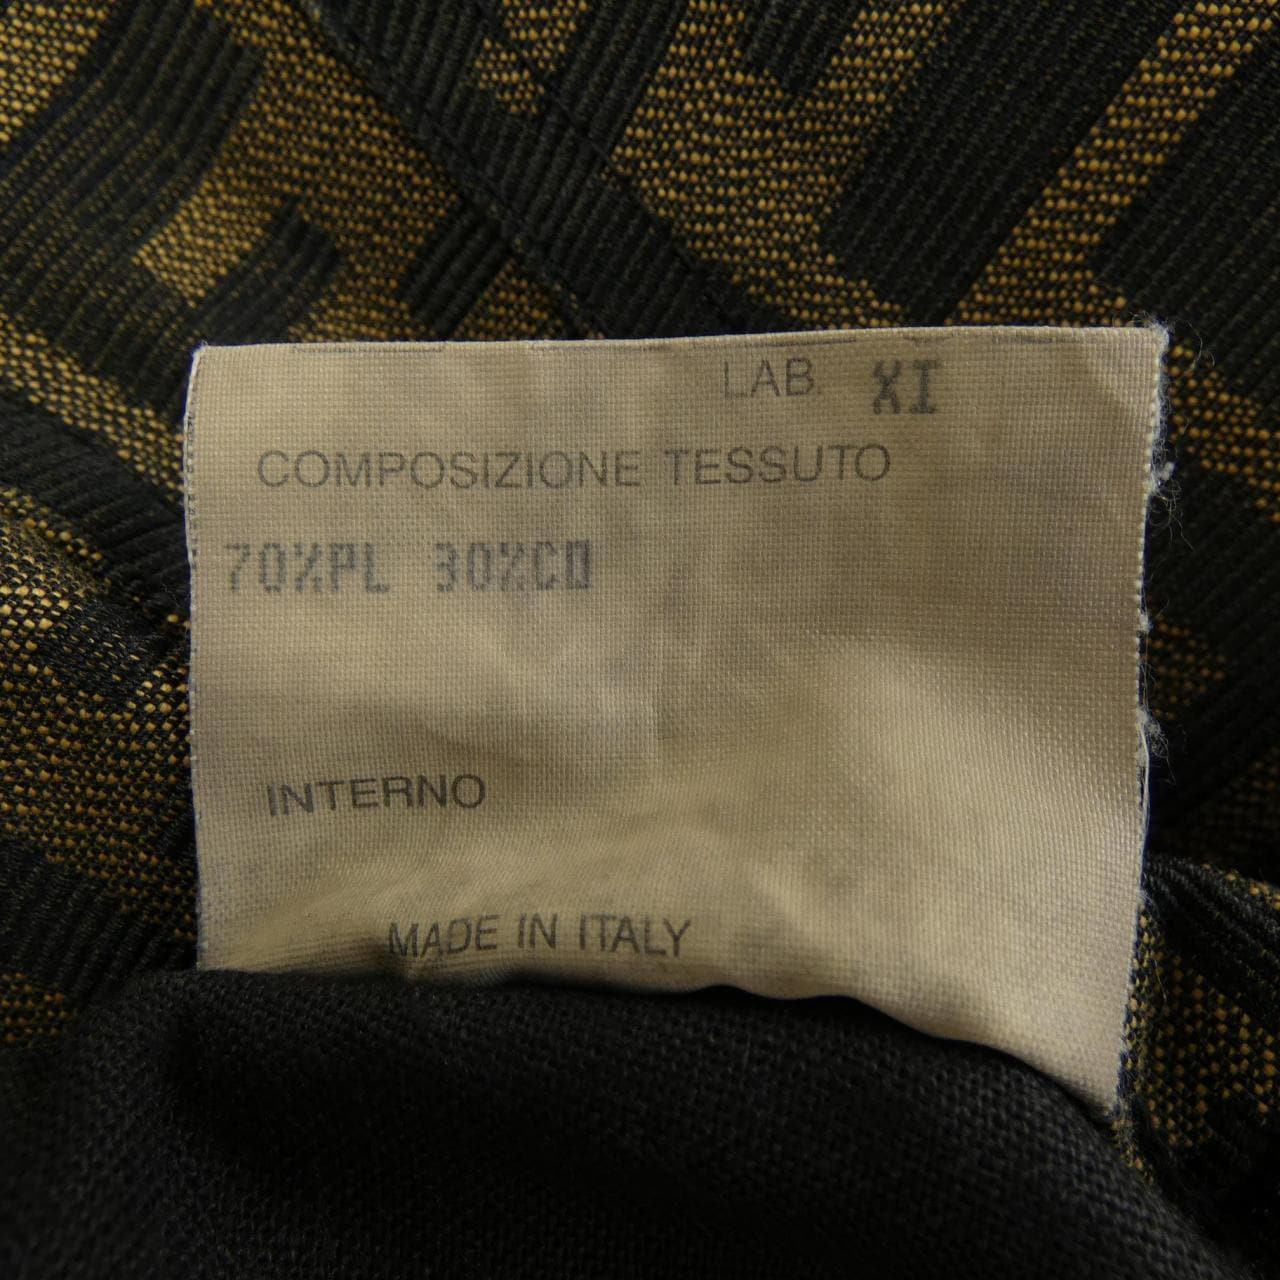 LAB. XI
COMPOSIZIONE TESSUTO
70%PL 30%CO
INTERNO
MADE IN ITALY